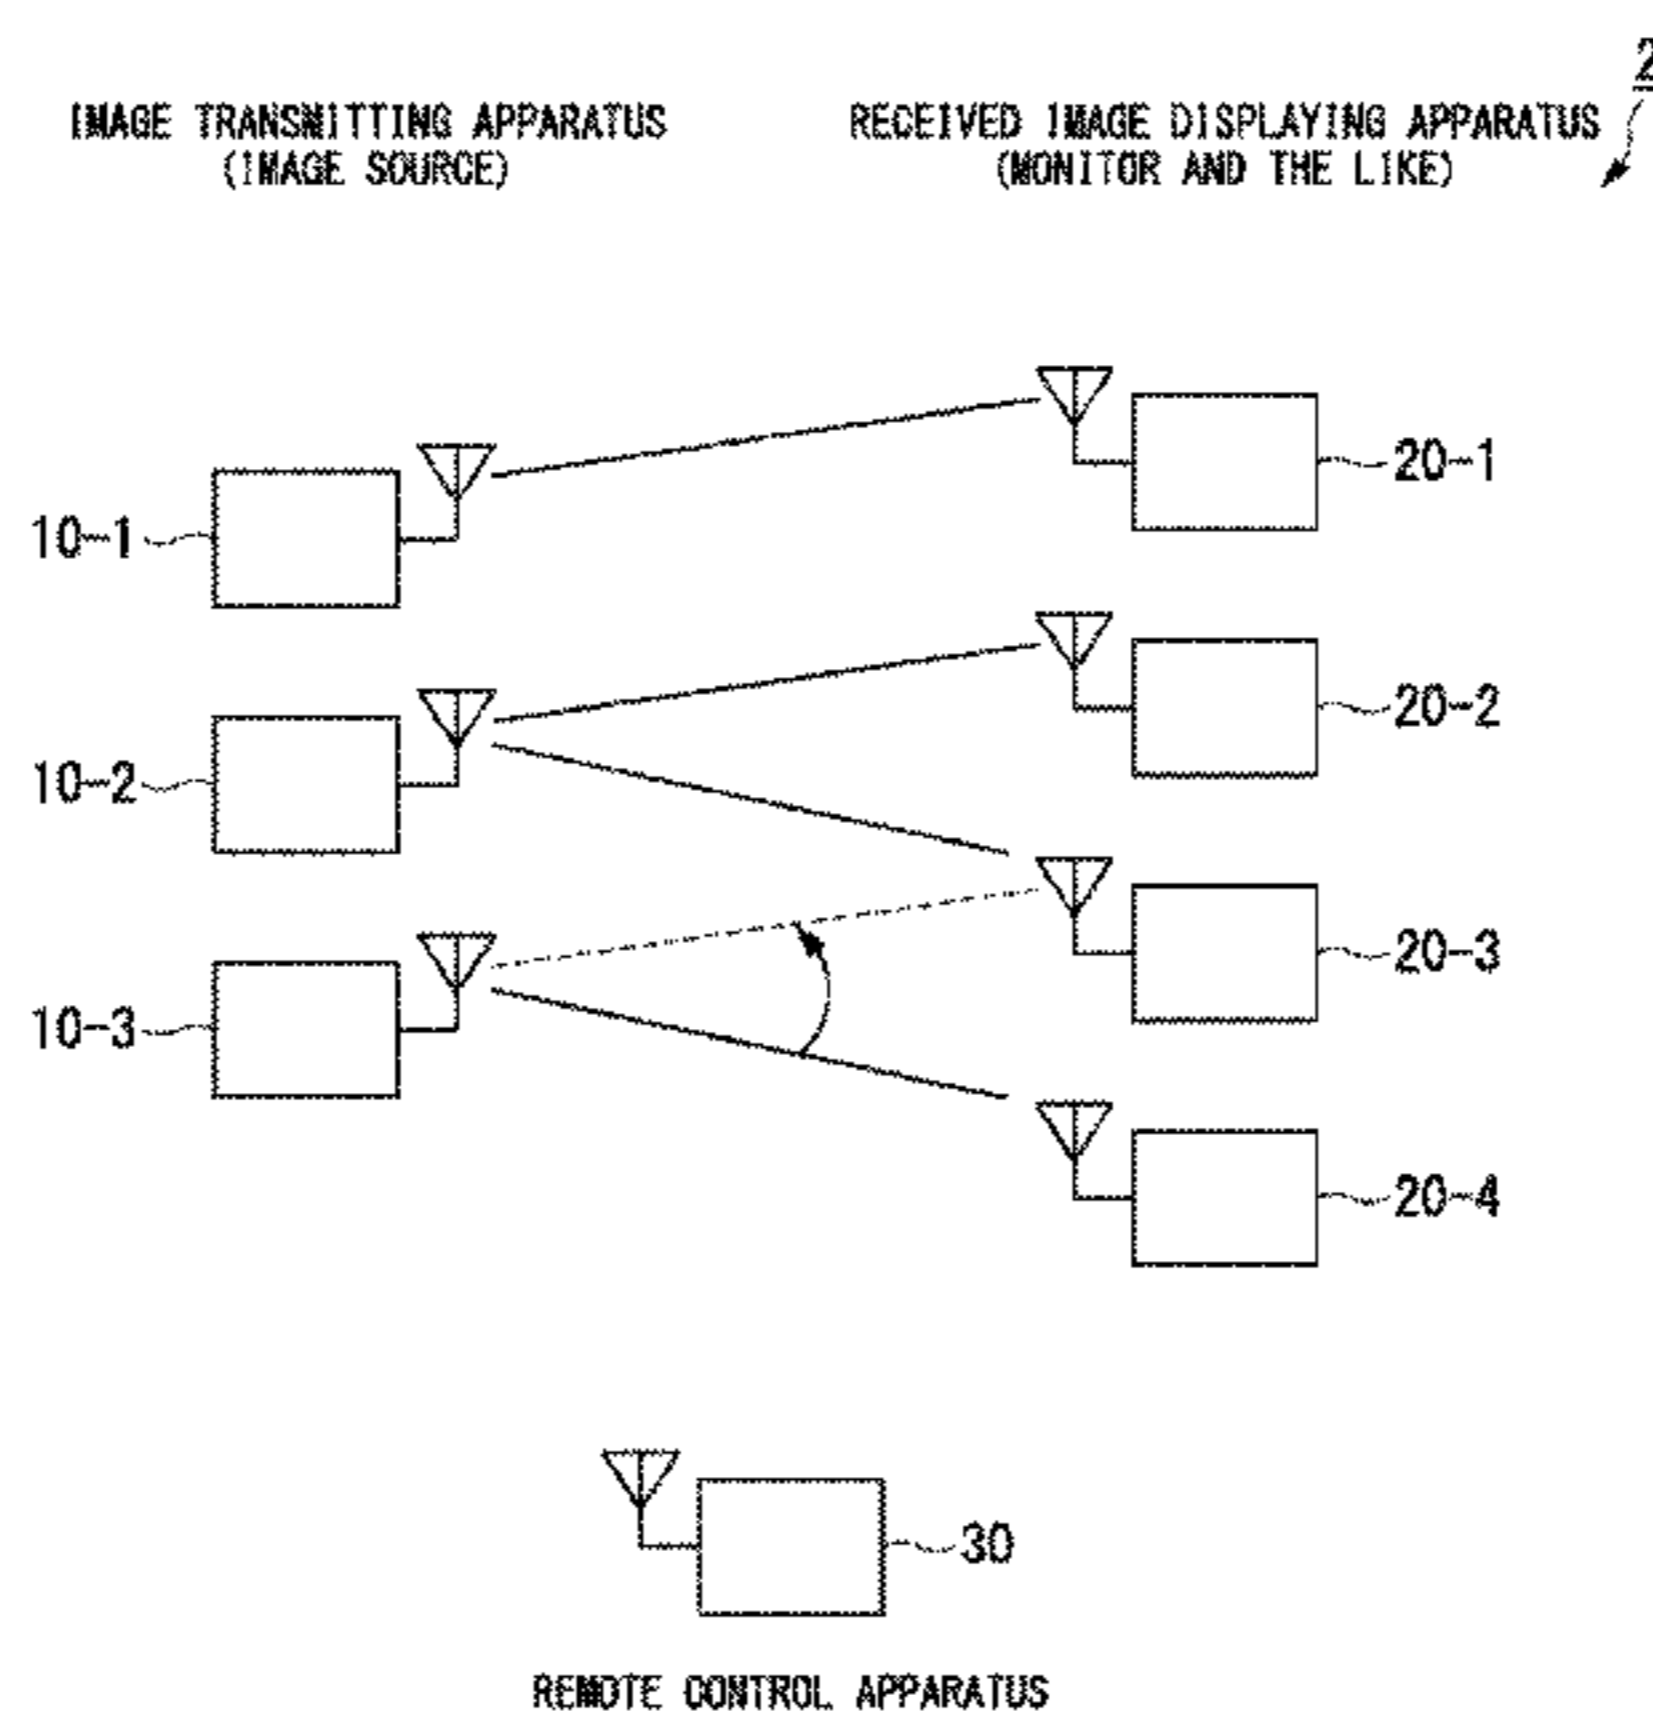 2
IMAGE TRANSMITTING APPARATUS
(IMAGE SOURCE)
RECEIVED IMAGE DISPLAYING APPARATUS
(MONITOR AND THE LIKE)
20-1
10-1
20-2
10-2
20-3
10-3
20-4
30
REMOTE CONTROL APPARATUS